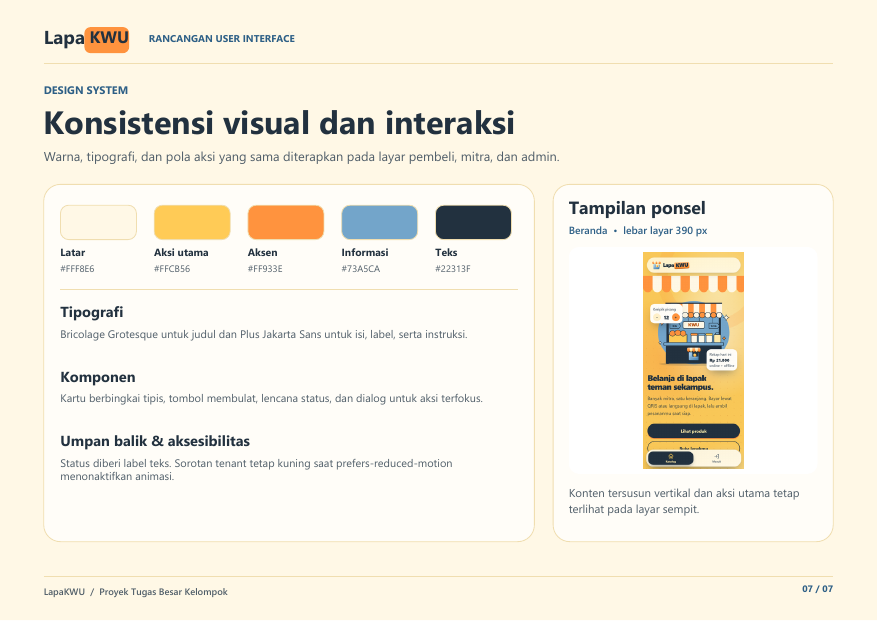 LapaKWU
RANCANGAN USER INTERFACE
DESIGN SYSTEM
Konsistensi visual dan interaksi
Warna, tipografi, dan pola aksi yang sama diterapkan pada layar pembeli, mitra, dan admin.
Latar
#FFF8E6
Aksi utama
#FFCB56
Aksen
#FF933E
Informasi
#73A5CA
Teks
#22313F
Tipografi
Bricolage Grotesque untuk judul dan Plus Jakarta Sans untuk isi, label, serta instruksi.
Komponen
Kartu berbingkai tipis, tombol membulat, lencana status, dan dialog untuk aksi terfokus.
Umpan balik & aksesibilitas
Status diberi label teks. Sorotan tenant tetap kuning saat prefers-reduced-motion
menonaktifkan animasi.
Tampilan ponsel
Beranda • lebar layar 390 px
LapaKWU
KWU
Rp 21.000
Belanja di lapak
teman sekampus.
Lihat produk
Konten tersusun vertikal dan aksi utama tetap
terlihat pada layar sempit.
LapaKWU / Proyek Tugas Besar Kelompok
07 / 07